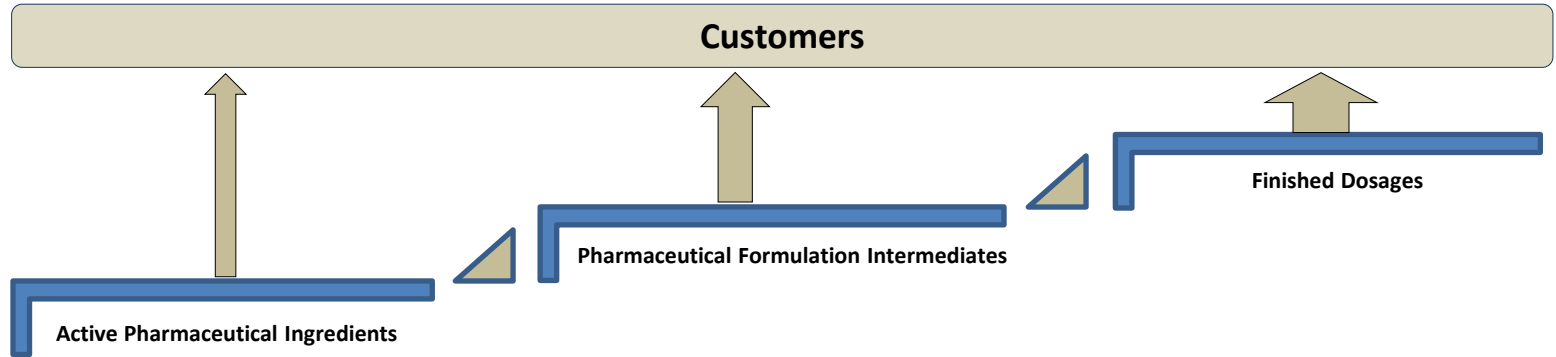 Customers
Finished Dosages
Pharmaceutical Formulation Intermediates
Active Pharmaceutical Ingredients